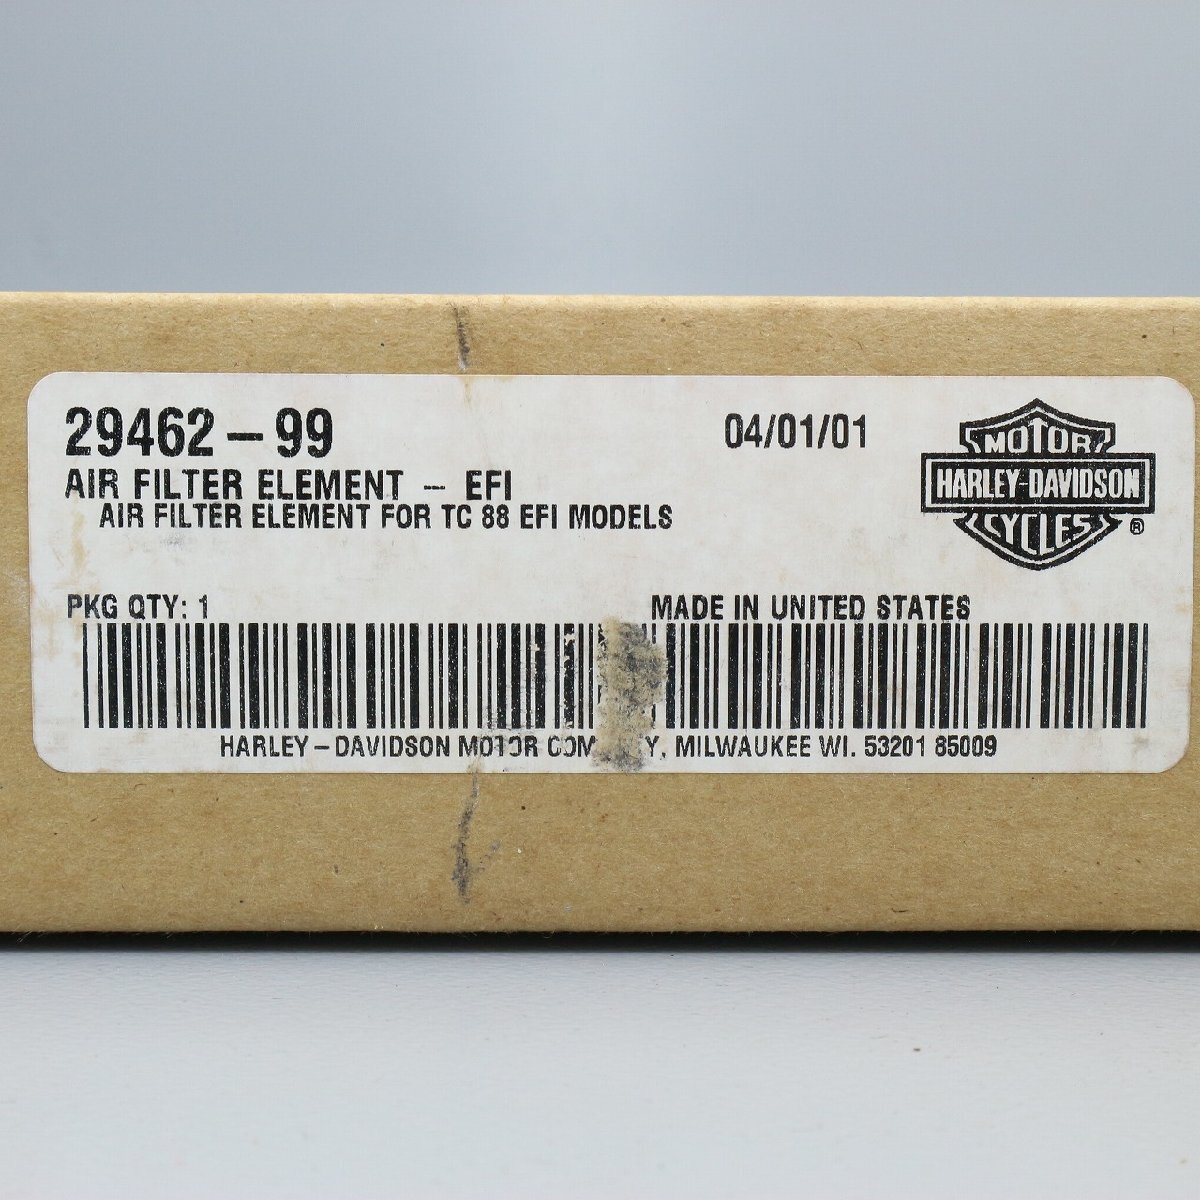 29462-99
04/01/01
AIR FILTER ELEMENT - EFI
AIR FILTER ELEMENT FOR TC 88 EFI MODELS
MOTOR
HARLEY-DAVIDSON
CYCLES ®
PKG QTY: 1
MADE IN UNITED STATES
HARLEY-DAVIDSON MOTOR MILWAUKEE WI. 53201 85009